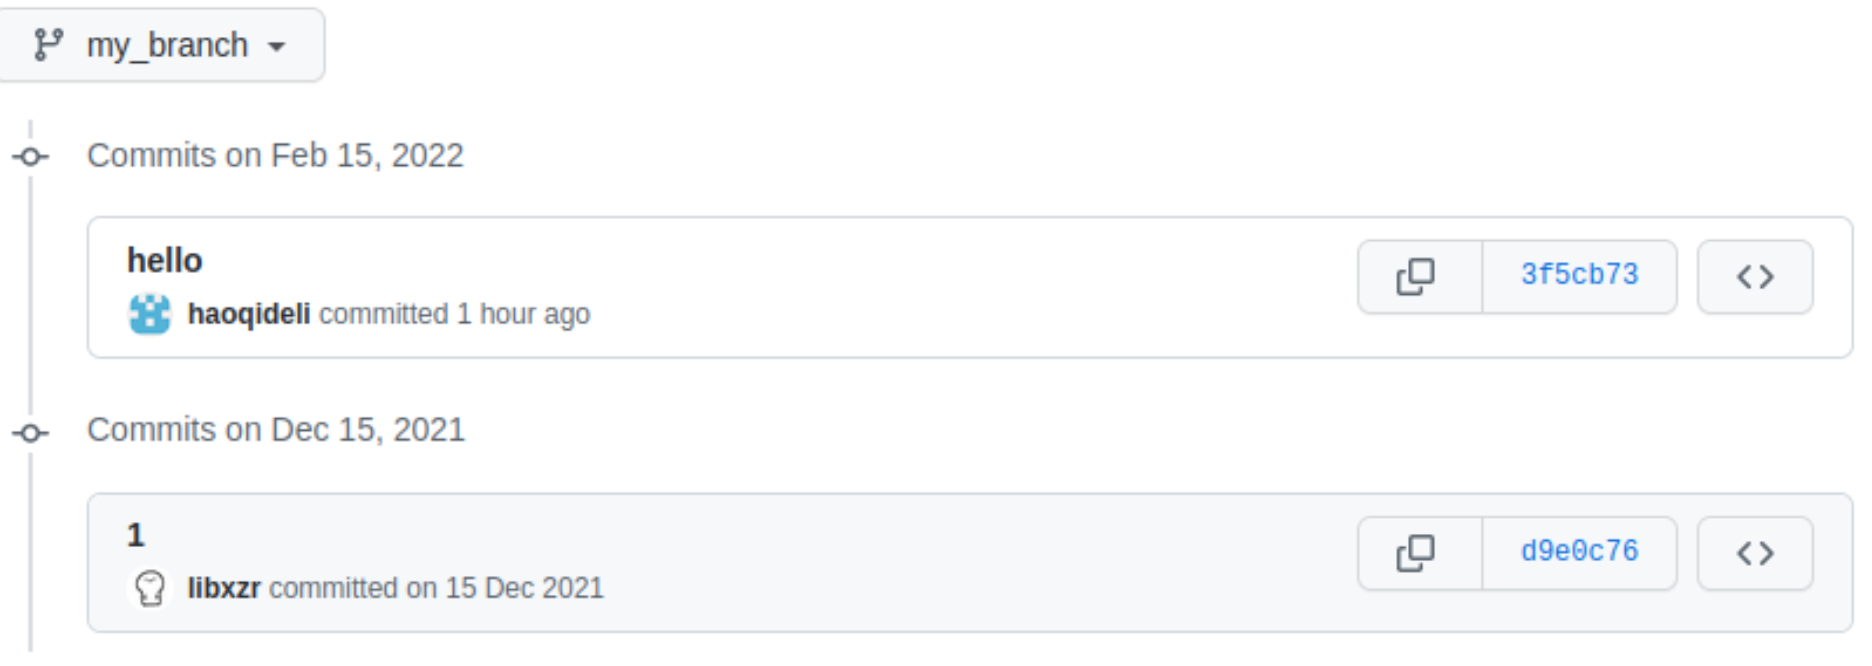 my_branch
Commits on Feb 15, 2022
hello
3f5cb73
haoqideli committed 1 hour ago
Commits on Dec 15, 2021
1
d9e0c76
libxzr committed on 15 Dec 2021